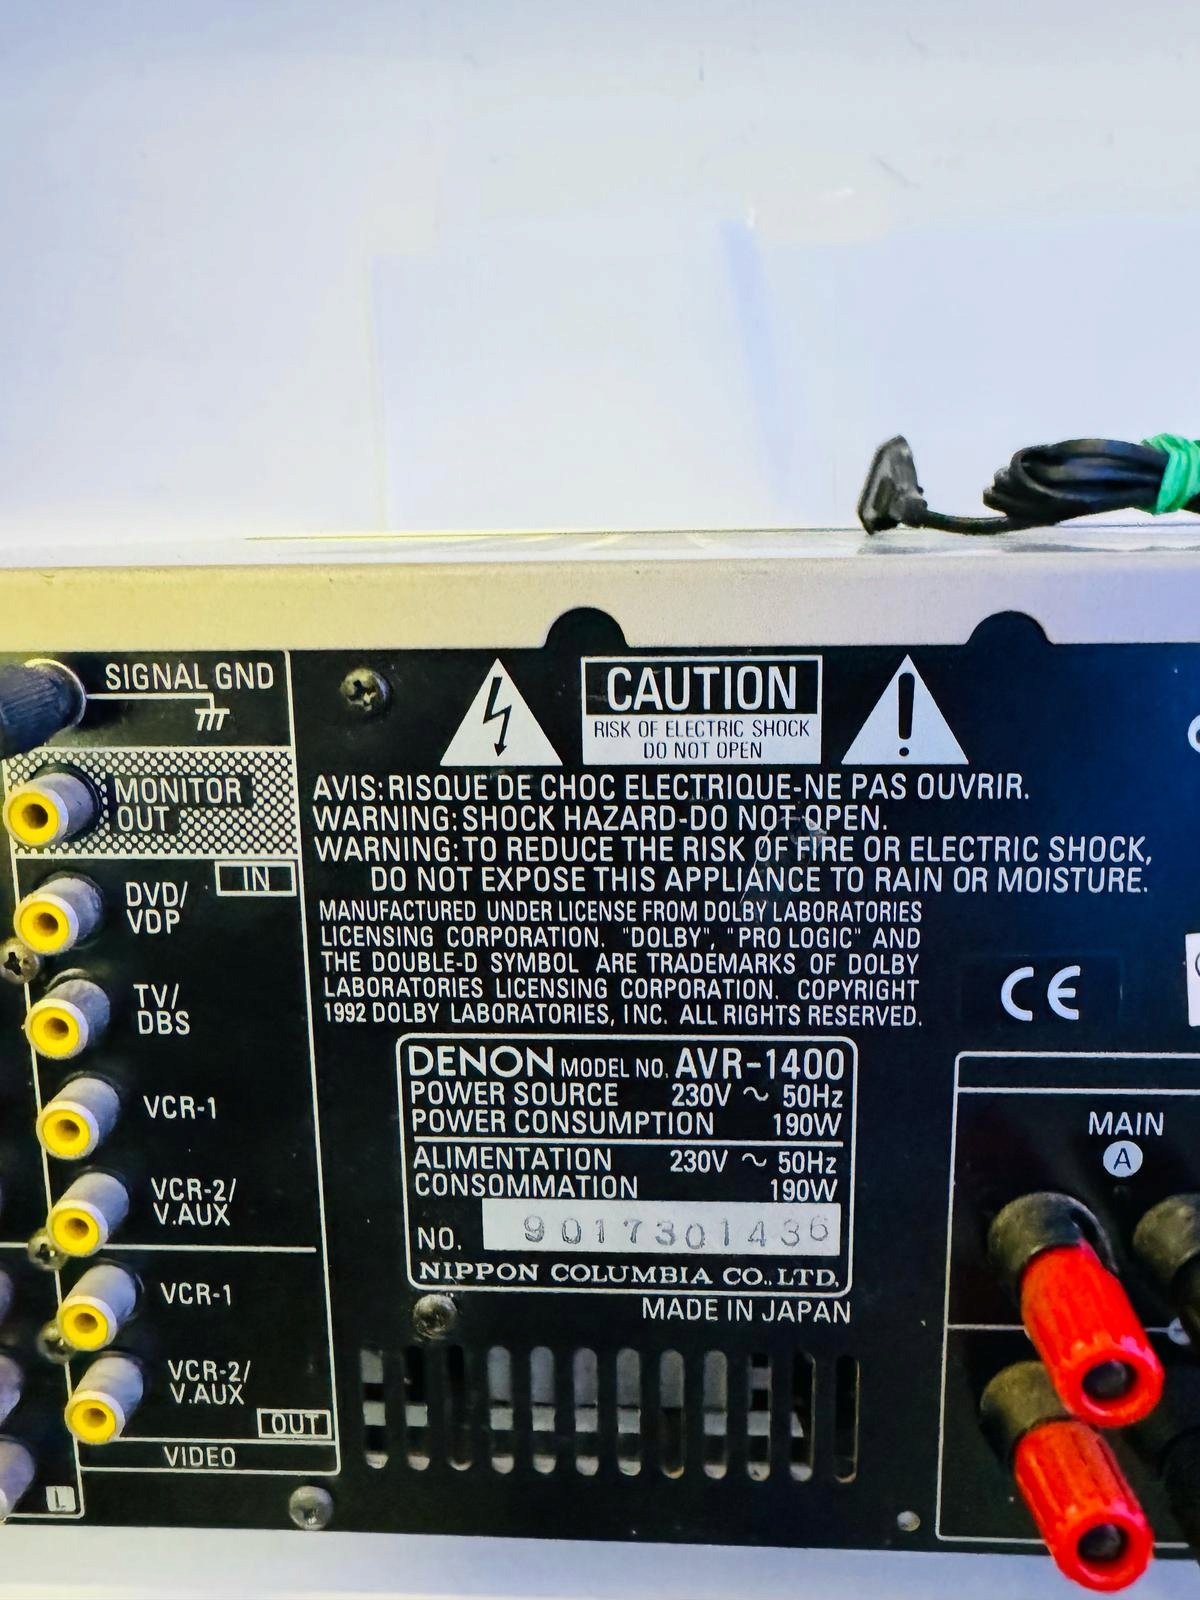 SIGNAL GND
MONITOR
OUT
IN
DVD/
VDP
TV/
DBS
VCR-1
VCR-2/
V.AUX
VCR-1
VCR-2/
V.AUX
OUT
VIDEO
L
CAUTION
RISK OF ELECTRIC SHOCK
DO NOT OPEN
AVIS: RISQUE DE CHOC ELECTRIQUE-NE PAS OUVRIR.
WARNING: SHOCK HAZARD-DO NOT OPEN.
WARNING: TO REDUCE THE RISK OF FIRE OR ELECTRIC SHOCK,
DO NOT EXPOSE THIS APPLIANCE TO RAIN OR MOISTURE.
MANUFACTURED UNDER LICENSE FROM DOLBY LABORATORIES
LICENSING CORPORATION. "DOLBY", "PRO LOGIC" AND
THE DOUBLE-D SYMBOL ARE TRADEMARKS OF DOLBY
LABORATORIES LICENSING CORPORATION. COPYRIGHT
1992 DOLBY LABORATORIES, INC. ALL RIGHTS RESERVED.
CE
DENON MODEL NO. AVR-1400
POWER SOURCE 230V ~ 50Hz
POWER CONSUMPTION 190W
ALIMENTATION 230V ~ 50Hz
CONSOMMATION 190W
NO. 9017301436
NIPPON COLUMBIA CO., LTD.
MADE IN JAPAN
MAIN
A